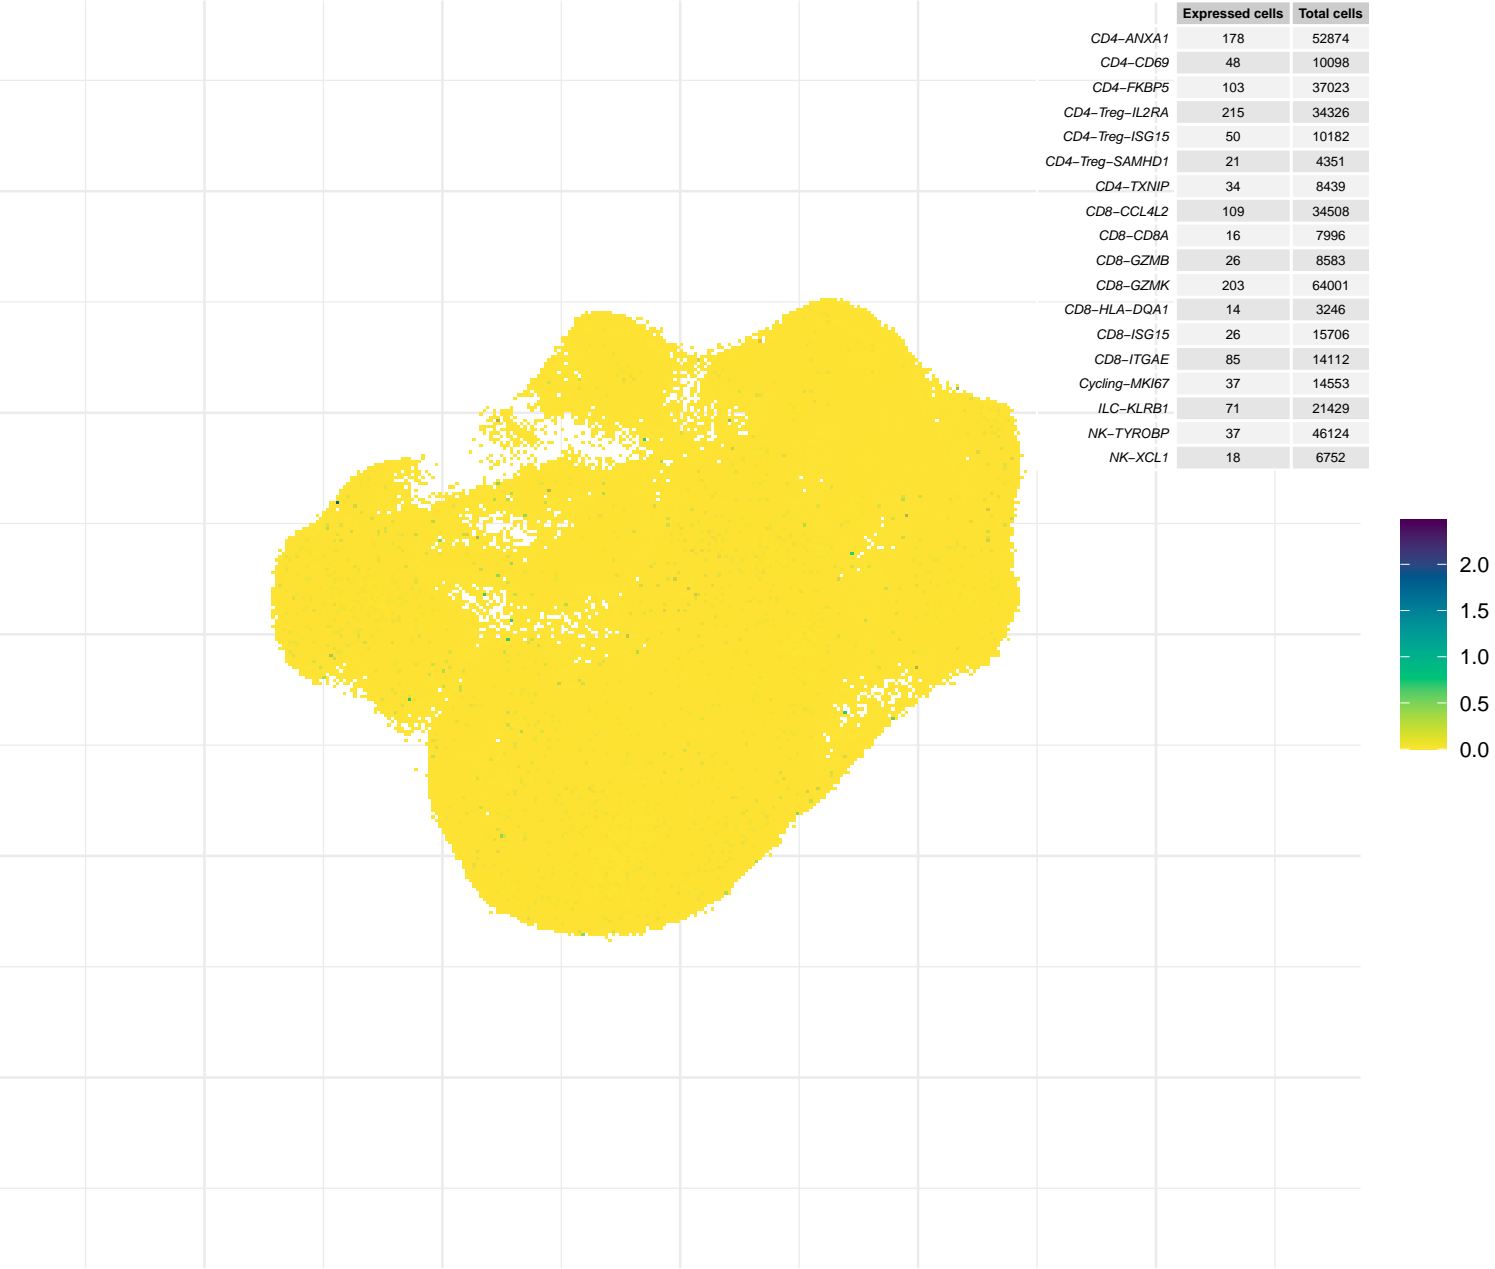 Expressed cells Total cells
CD4−ANXA1 178 52874
CD4−CD69 48 10098
CD4−FKBP5 103 37023
CD4−Treg−IL2RA 215 34326
CD4−Treg−ISG15 50 10182
CD4−Treg−SAMHD1 21 4351
CD4−TXNIP 34 8439
CD8−CCL4L2 109 34508
CD8−CD8A 16 7996
CD8−GZMB 26 8583
CD8−GZMK 203 64001
CD8−HLA−DQA1 14 3246
CD8−ISG15 26 15706
CD8−ITGAE 85 14112
Cycling−MKI67 37 14553
ILC−KLRB1 71 21429
NK−TYROBP 37 46124
NK−XCL1 18 6752
2.0
1.5
1.0
0.5
0.0